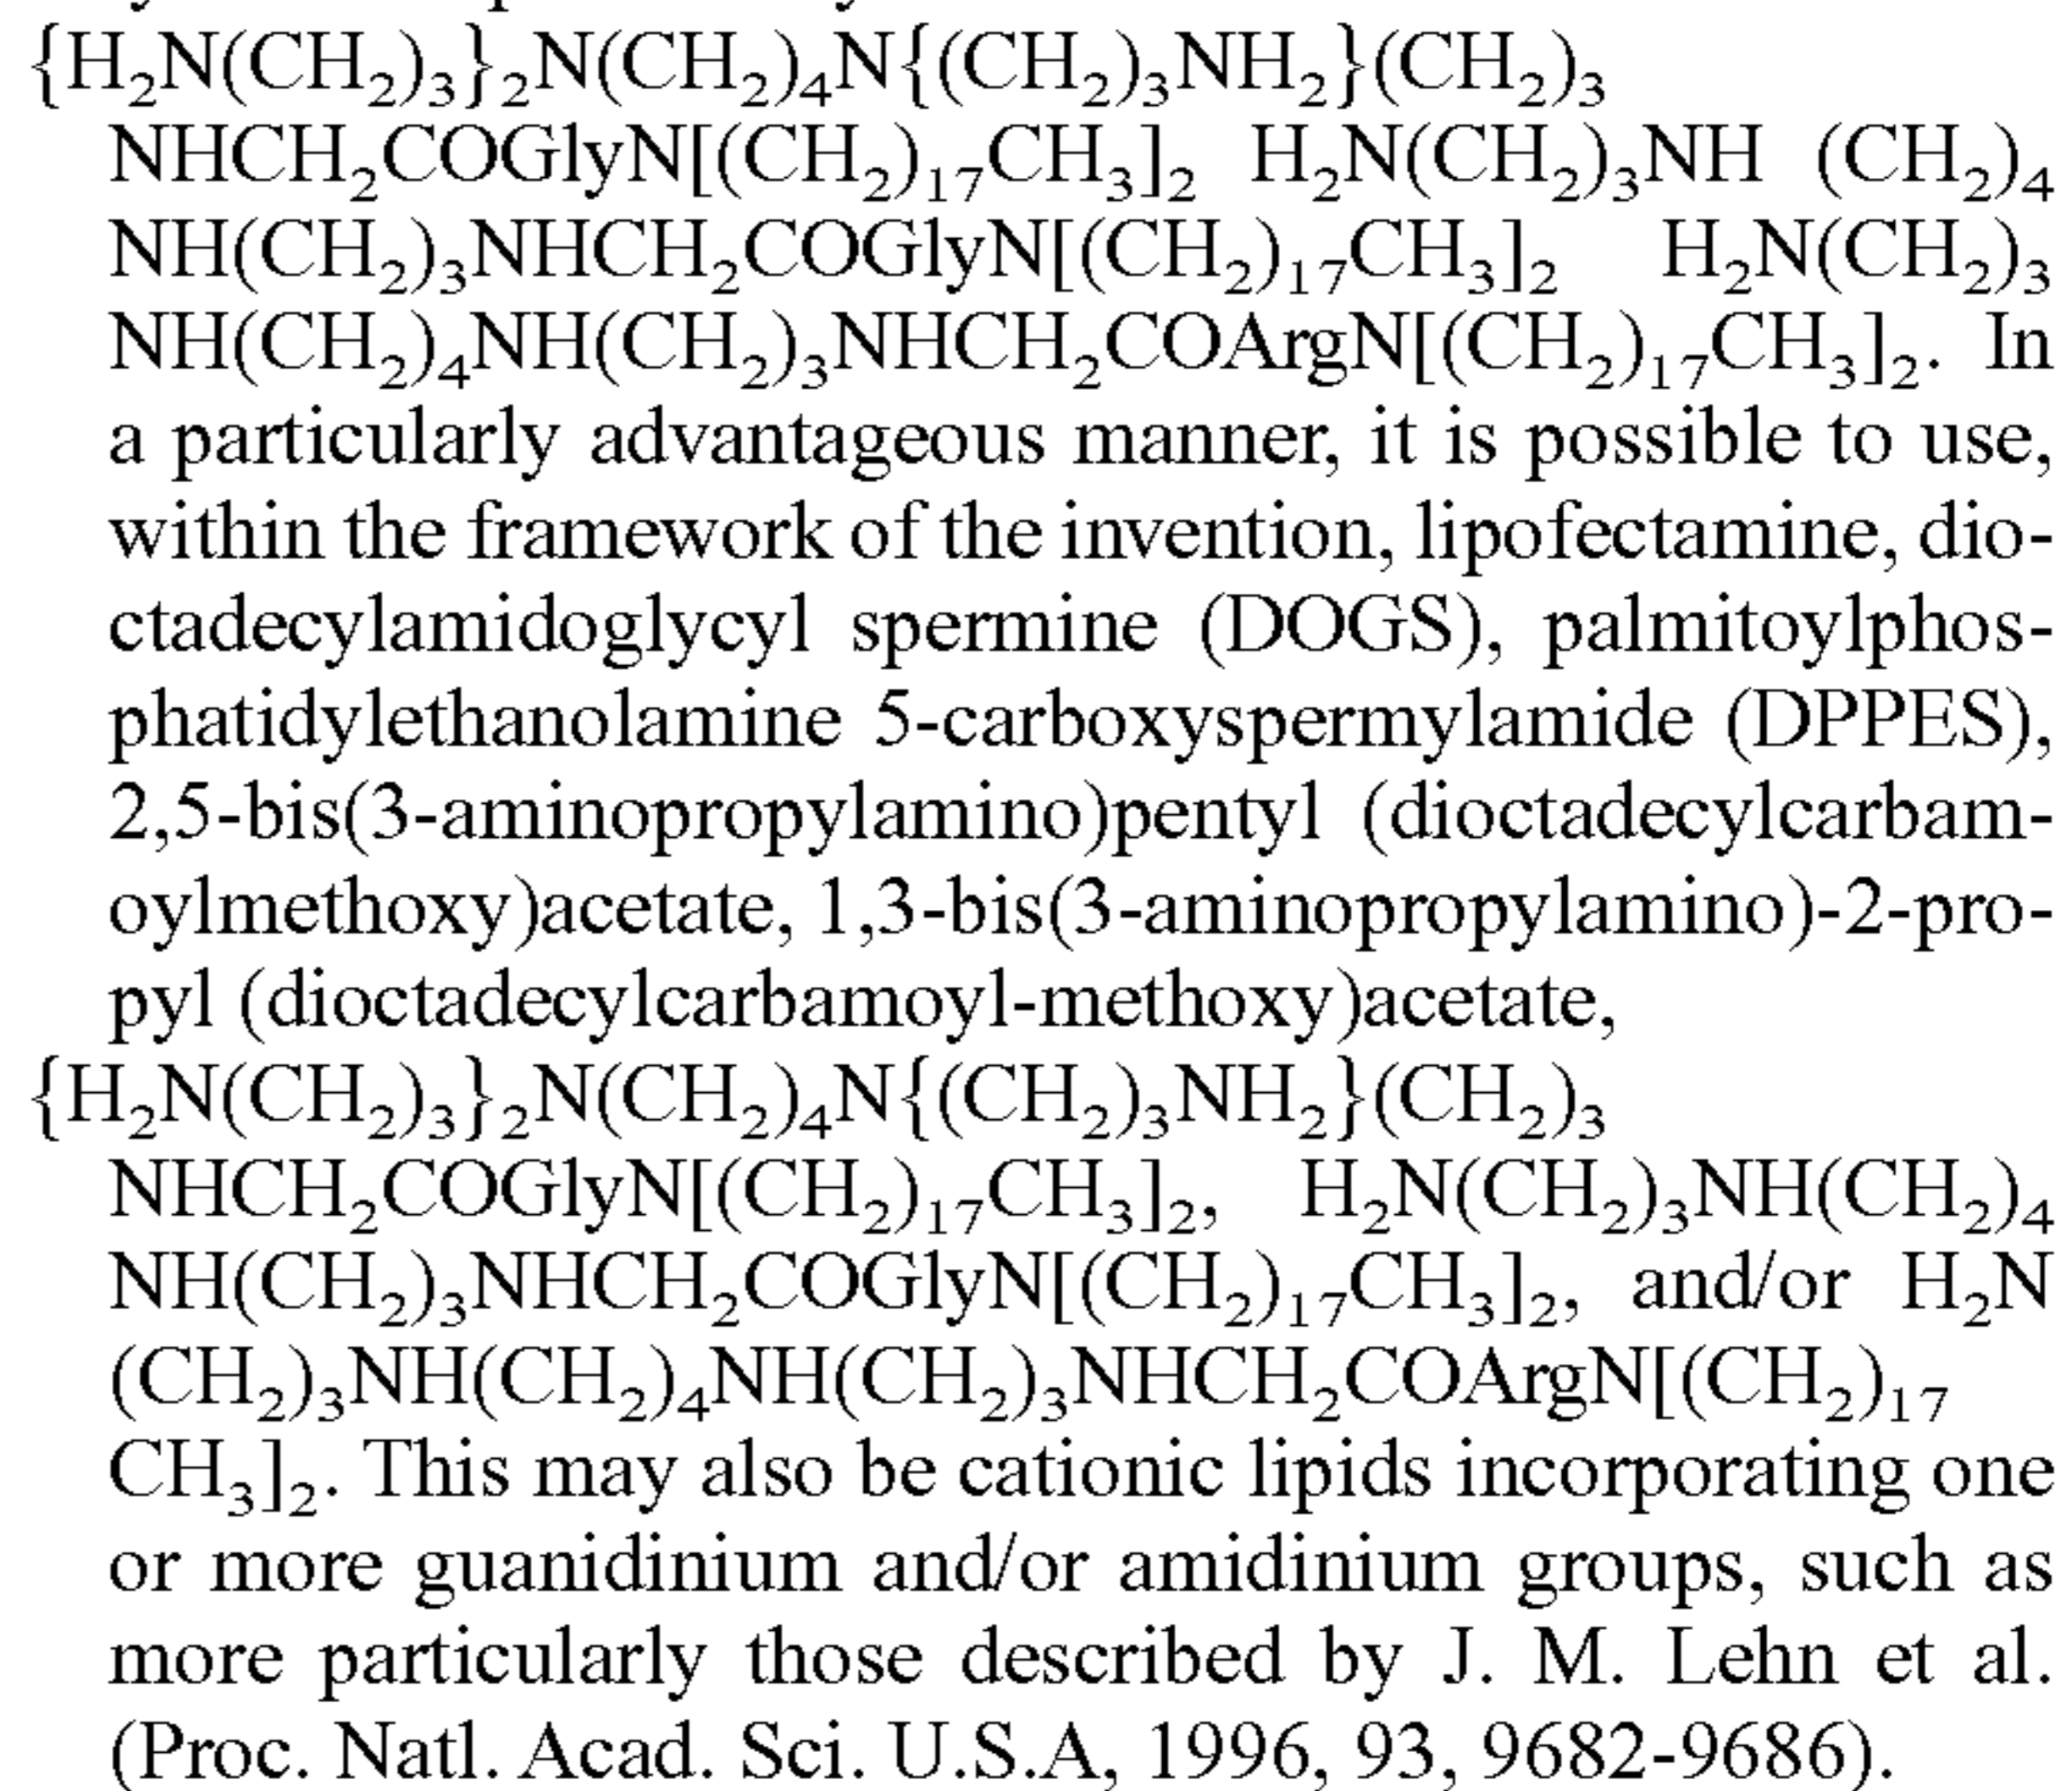 {H₂N(CH₂)₃}₂N(CH₂)₄N{(CH₂)₃NH₂}(CH₂)₃
NHCH₂COGlyN[(CH₂)₁₇CH₃]₂ H₂N(CH₂)₃NH (CH₂)₄
NH(CH₂)₃NHCH₂COGlyN[(CH₂)₁₇CH₃]₂ H₂N(CH₂)₃
NH(CH₂)₄NH(CH₂)₃NHCH₂COArgN[(CH₂)₁₇CH₃]₂. In
a particularly advantageous manner, it is possible to use,
within the framework of the invention, lipofectamine, dio-
ctadecylamidoglycyl spermine (DOGS), palmitoylphos-
phatidylethanolamine 5-carboxyspermylamide (DPPES),
2,5-bis(3-aminopropylamino)pentyl (dioctadecylcarbam-
oylmethoxy)acetate, 1,3-bis(3-aminopropylamino)-2-pro-
pyl (dioctadecylcarbamoyl-methoxy)acetate,
{H₂N(CH₂)₃}₂N(CH₂)₄N{(CH₂)₃NH₂}(CH₂)₃
NHCH₂COGlyN[(CH₂)₁₇CH₃]₂, H₂N(CH₂)₃NH(CH₂)₄
NH(CH₂)₃NHCH₂COGlyN[(CH₂)₁₇CH₃]₂, and/or H₂N
(CH₂)₃NH(CH₂)₄NH(CH₂)₃NHCH₂COArgN[(CH₂)₁₇
CH₃]₂. This may also be cationic lipids incorporating one
or more guanidinium and/or amidinium groups, such as
more particularly those described by J. M. Lehn et al.
(Proc. Natl. Acad. Sci. U.S.A, 1996, 93, 9682-9686).